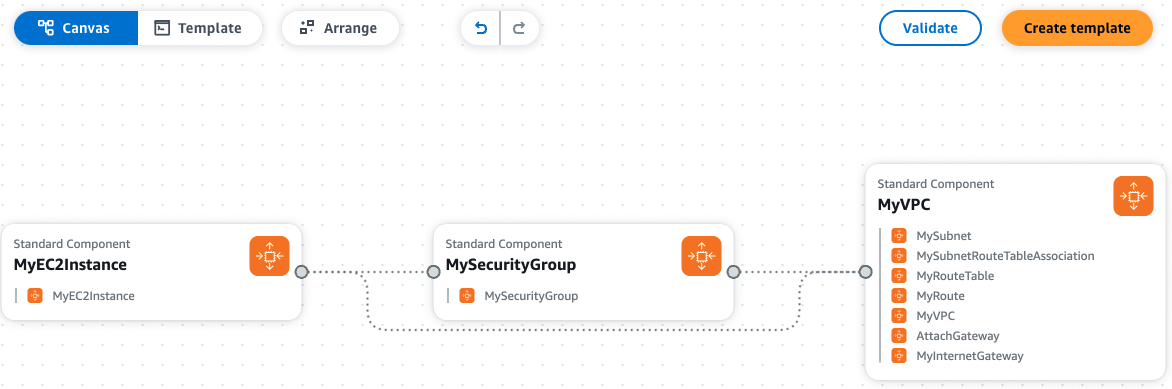 Canvas
Template
Arrange
Validate
Create template
Standard Component
MyEC2Instance
MyEC2Instance
Standard Component
MySecurityGroup
MySecurityGroup
Standard Component
MyVPC
MySubnet
MySubnetRouteTableAssociation
MyRouteTable
MyRoute
MyVPC
AttachGateway
MyInternetGateway